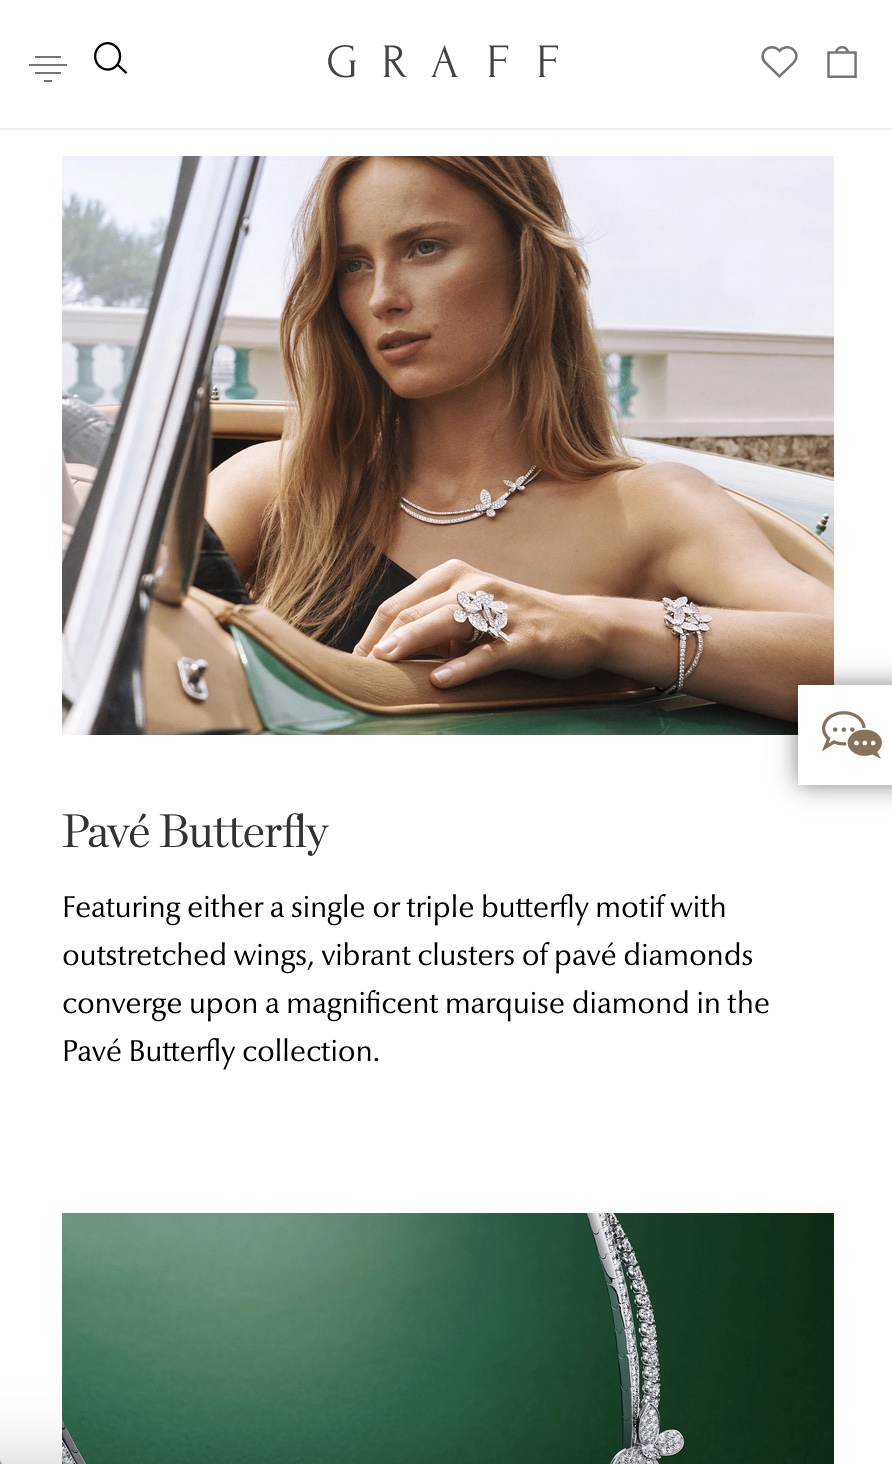 GRAFF
Pavé Butterfly
Featuring either a single or triple butterfly motif with
outstretched wings, vibrant clusters of pavé diamonds
converge upon a magnificent marquise diamond in the
Pavé Butterfly collection.